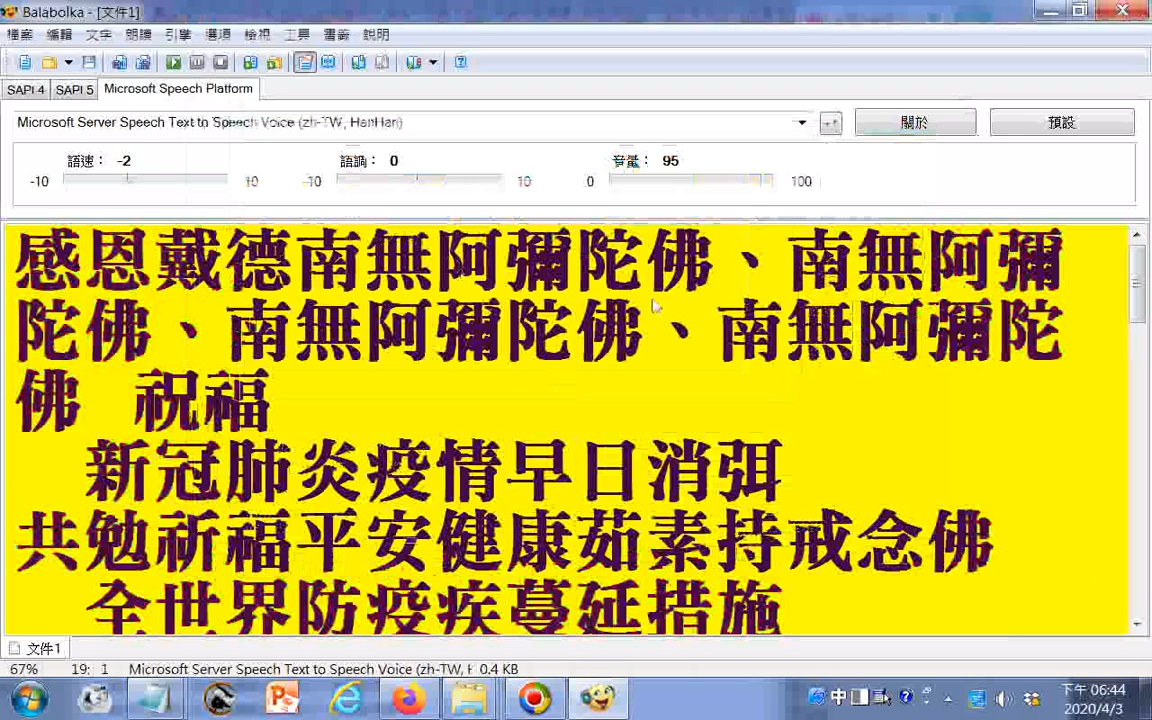 Balabolka - [文件1]
檔案 編輯 文字 朗讀 引擎 選項 檢視 工具 書籤 說明
SAPI 4 SAPI 5 Microsoft Speech Platform
Microsoft Server Speech Text to Speech Voice (zh-TW, HanHan)
關於 預設
語速： -2 語調： 0 音量： 95
-10 10 -10 10 0 100
感恩戴德南無阿彌陀佛、南無阿彌
陀佛、南無阿彌陀佛、南無阿彌陀
佛 祝福
新冠肺炎疫情早日消弭
共勉祈福平安健康茹素持戒念佛
全世界防疫疾蔓延措施
文件1
67% 19: 1 Microsoft Server Speech Text to Speech Voice (zh-TW, H 0.4 KB
中
下午 06:44
2020/4/3